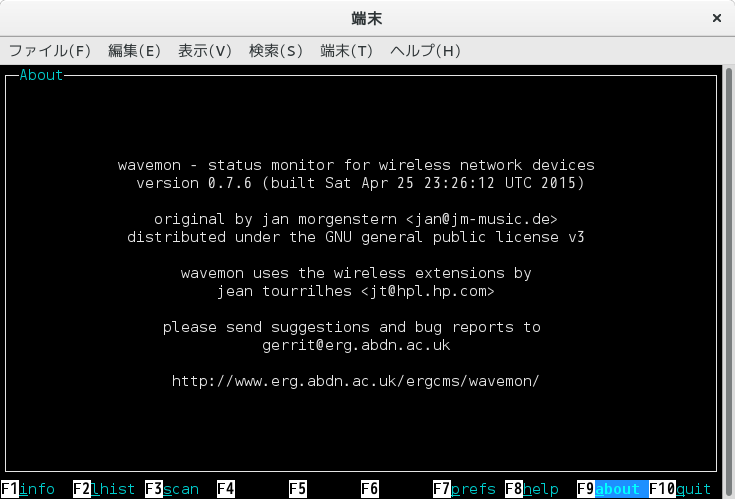 端末
ファイル(F) 編集(E) 表示(V) 検索(S) 端末(T) ヘルプ(H)
About
wavemon - status monitor for wireless network devices
version 0.7.6 (built Sat Apr 25 23:26:12 UTC 2015)
original by jan morgenstern <jan@jm-music.de>
distributed under the GNU general public license v3
wavemon uses the wireless extensions by
jean tourrilhes <jt@hpl.hp.com>
please send suggestions and bug reports to
gerrit@erg.abdn.ac.uk
http://www.erg.abdn.ac.uk/ergcms/wavemon/
F1info F2lhist F3scan F4 F5 F6 F7prefs F8help F9about F10quit